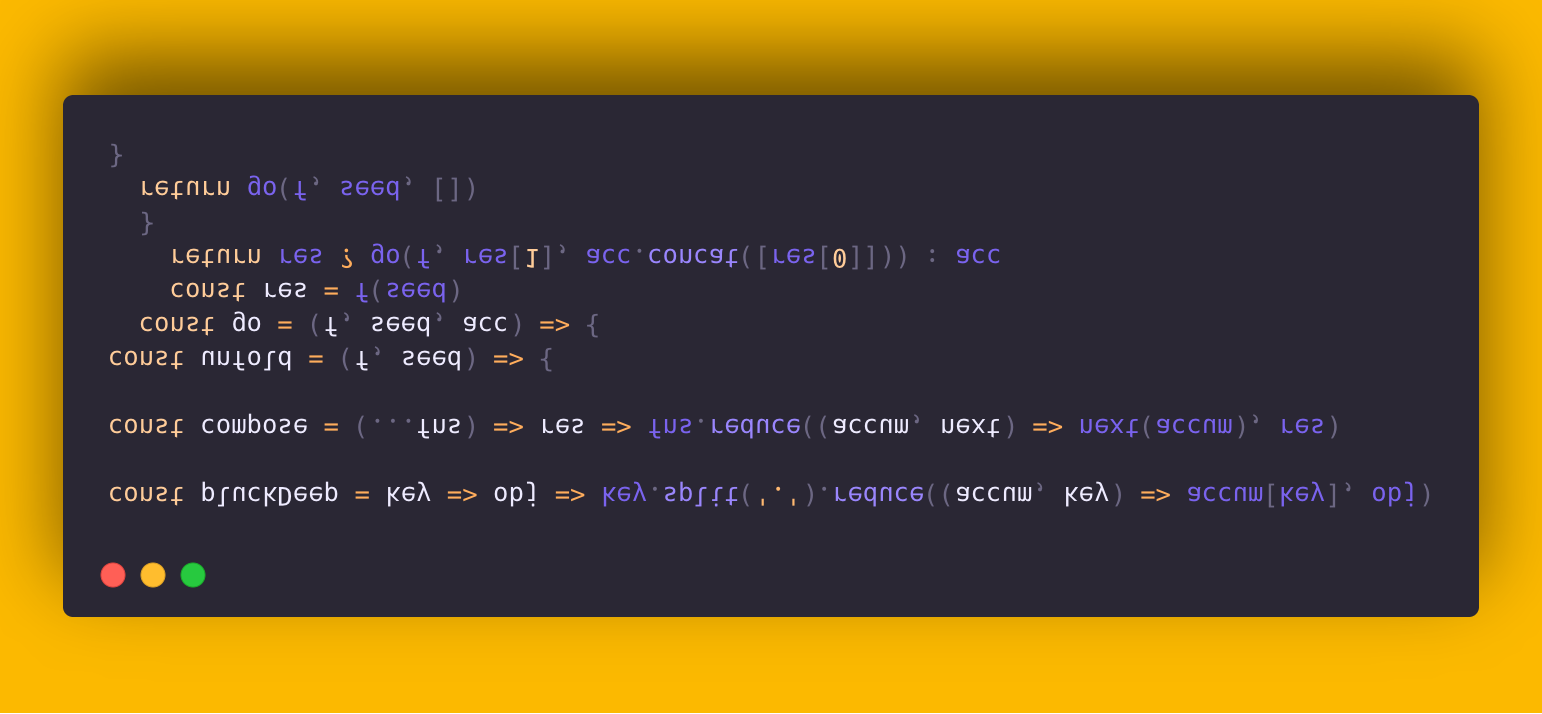 const pluckDeep = key => obj => key.split('.').reduce((accum, key) => accum[key], obj)

const compose = (...fns) => res => fns.reduce((accum, next) => next(accum), res)

const unfold = (f, seed) => {
  const go = (f, seed, acc) => {
    const res = f(seed)
    return res ? go(f, res[1], acc.concat([res[0]])) : acc
  }
  return go(f, seed, [])
}